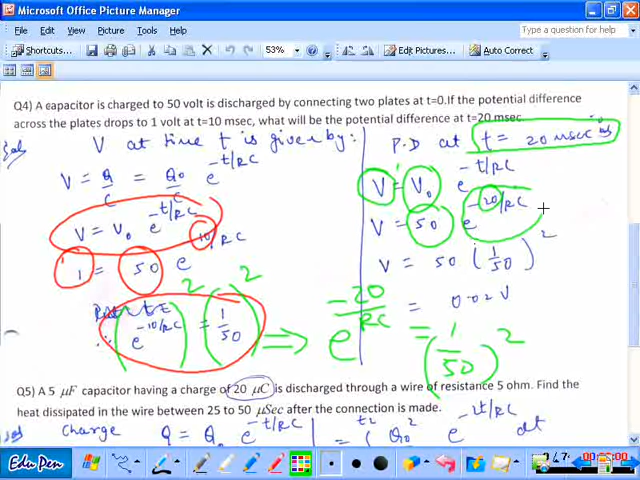 Microsoft Office Picture Manager
File Edit View Picture Tools Help
Type a question for help
Shortcuts... 53% Edit Pictures... Auto Correct
Q4) A capacitor is charged to 50 volt is discharged by connecting two plates at t=0.If the potential difference
across the plates drops to 1 volt at t=10 msec, what will be the potential difference at t=20 msec.
V at time t is given by:
V = Q/C = Q0/C e^-t/RC
V = V0 e^-t/RC
1 = 50 e^-10/RC
∴ (e^-10/RC)^2 = (1/50)^2 ⇒ e^-20/RC = (1/50)^2
P.D at t = 20 msec
V = V0 e^-t/RC
V = 50 e^-20/RC
V = 50 (1/50)^2
= 0.02 V
Q5) A 5 μF capacitor having a charge of 20 μC is discharged through a wire of resistance 5 ohm. Find the
heat dissipated in the wire between 25 to 50 μSec after the connection is made.
Charge Q = Q0 e^-t/RC
= ∫ t2 Q0^2 e^-2t/RC dt
Edu Pen